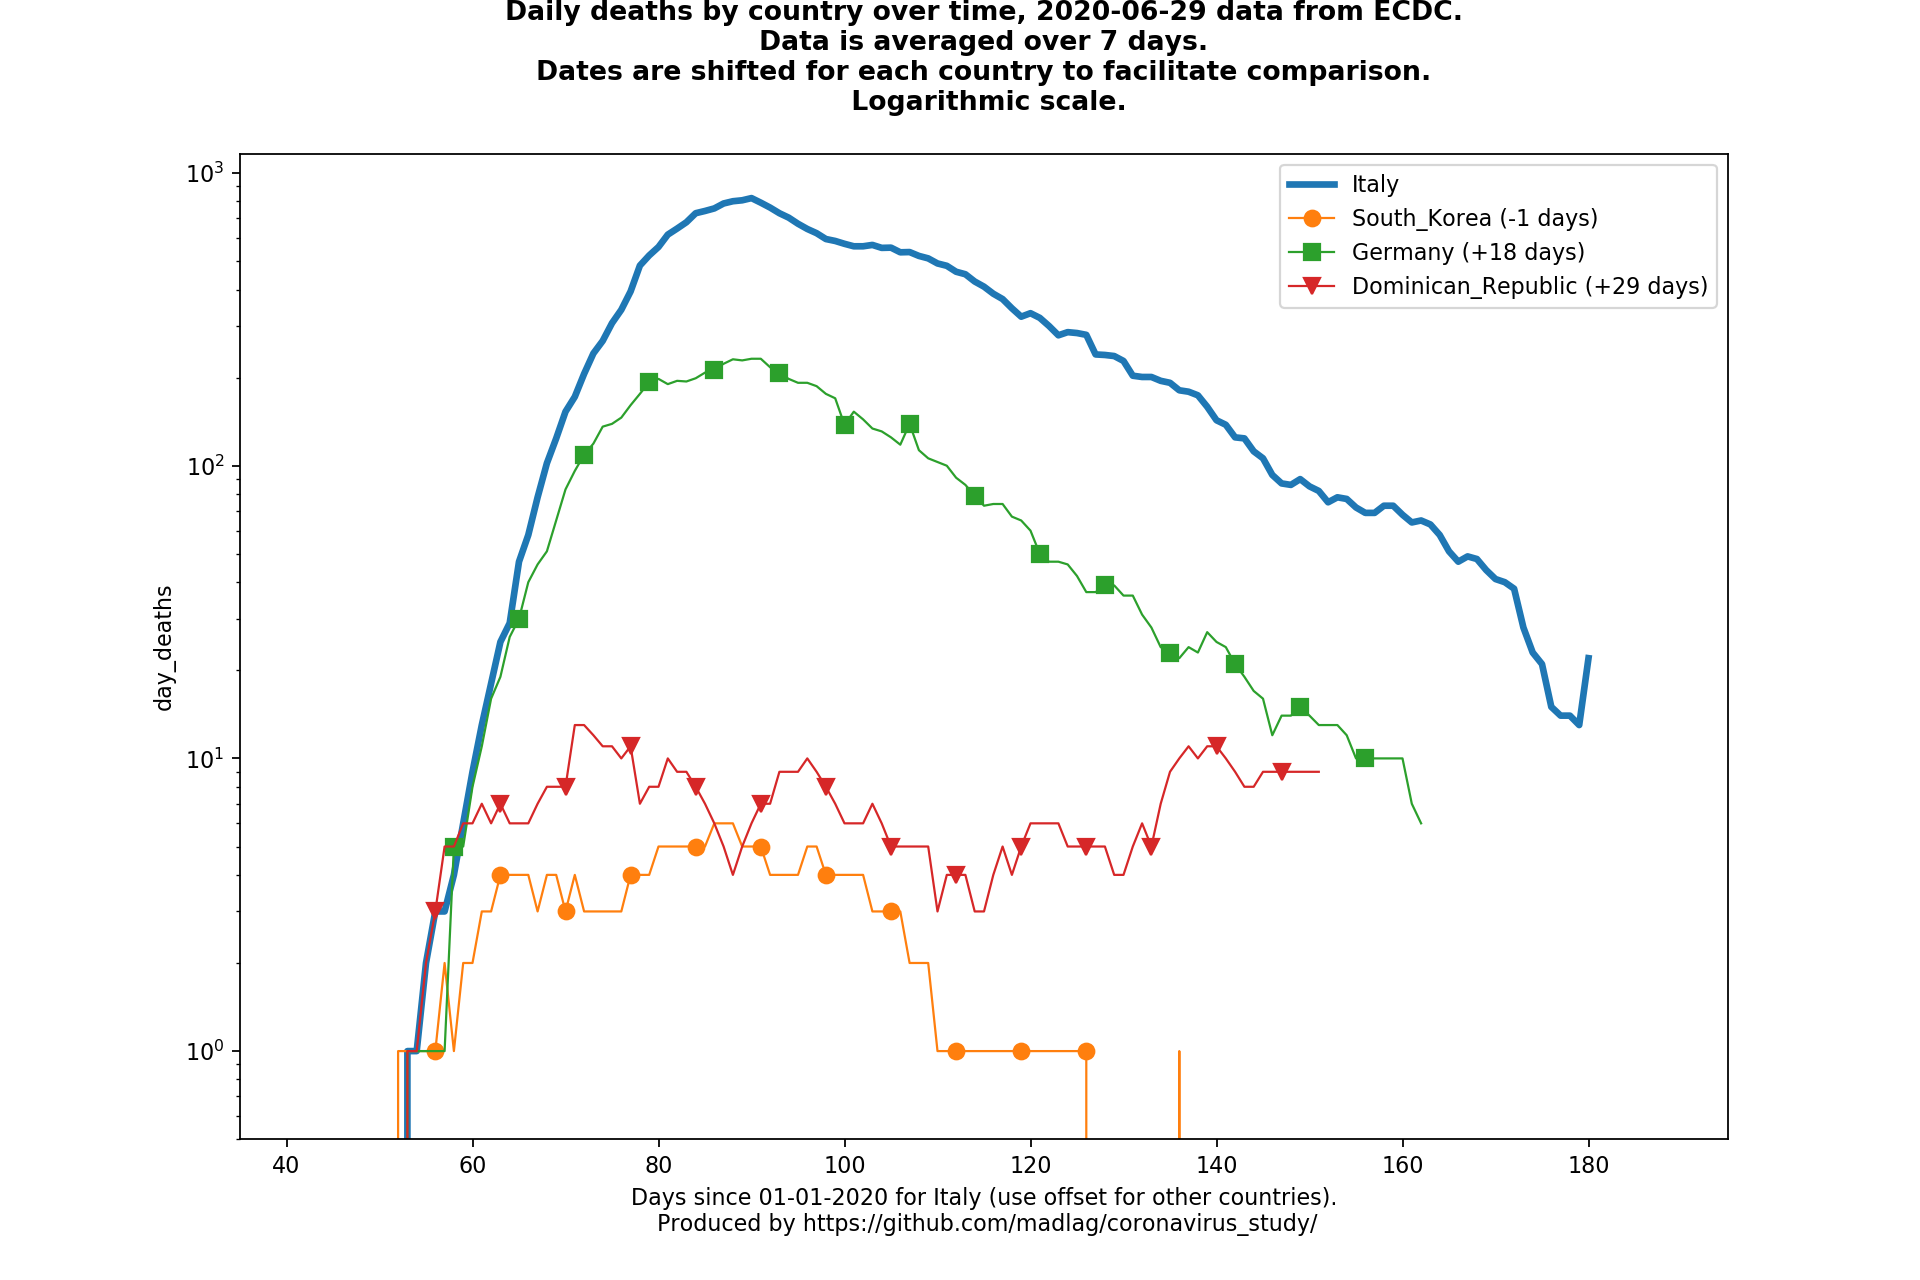 Daily deaths by country over time, 2020-06-29 data from ECDC.
Data is averaged over 7 days.
Dates are shifted for each country to facilitate comparison.
Logarithmic scale.
10³
10²
10¹
10⁰
day_deaths
Italy
South_Korea (-1 days)
Germany (+18 days)
Dominican_Republic (+29 days)
40 60 80 100 120 140 160 180
Days since 01-01-2020 for Italy (use offset for other countries).
Produced by https://github.com/madlag/coronavirus_study/